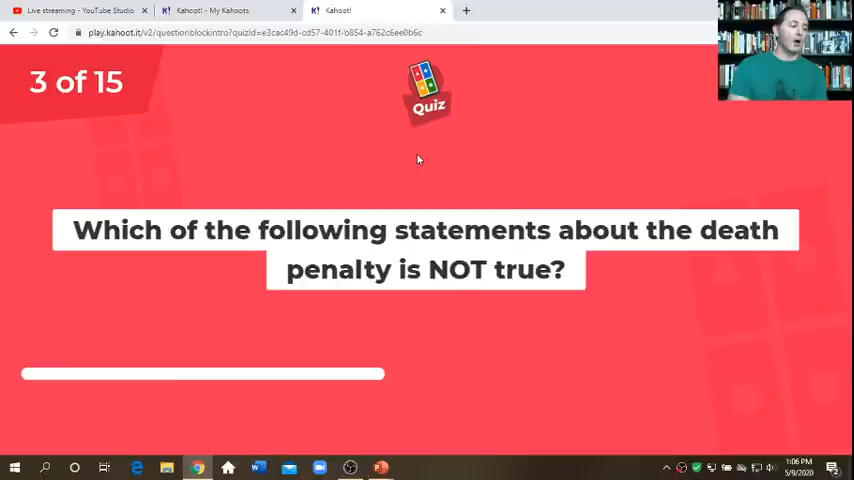 Live streaming - YouTube Studio
Kahoot! - My Kahoots
Kahoot!
play.kahoot.it/v2/questionblockintro?quizId=e3cac49d-cd57-401f-b854-a762c6ee0b6c
3 of 15
Quiz
Which of the following statements about the death
penalty is NOT true?
1:06 PM
5/9/2020